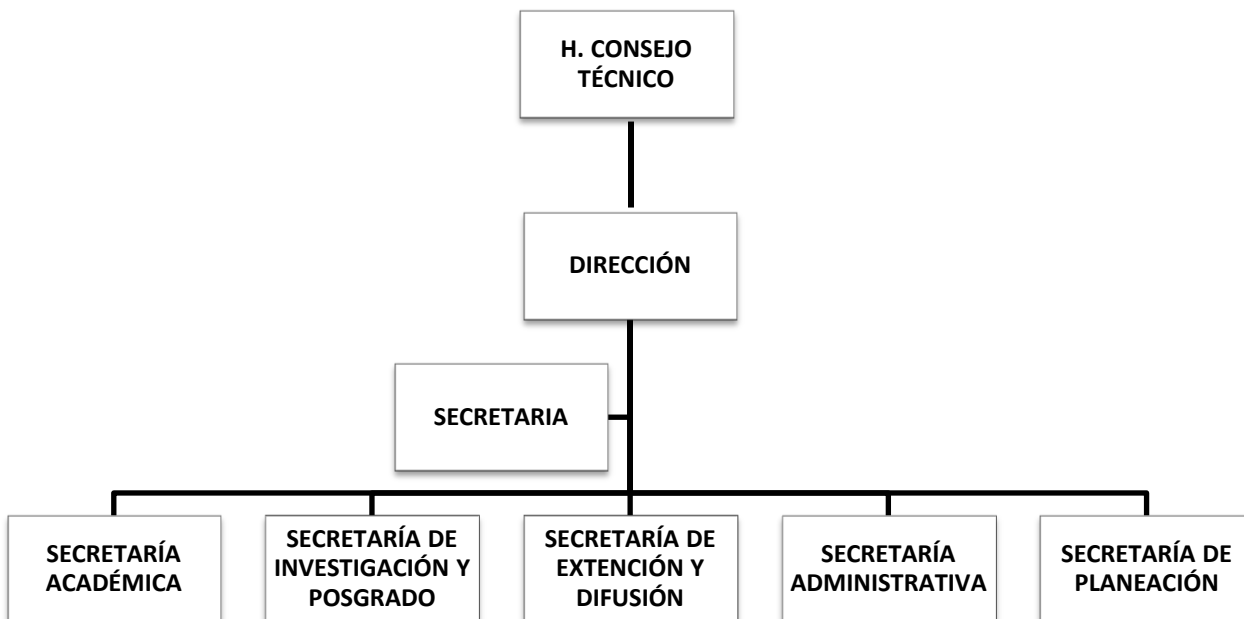 H. CONSEJO
TÉCNICO
DIRECCIÓN
SECRETARIA
SECRETARÍA
ACADÉMICA
SECRETARÍA DE
INVESTIGACIÓN Y
POSGRADO
SECRETARÍA DE
EXTENCIÓN Y
DIFUSIÓN
SECRETARÍA
ADMINISTRATIVA
SECRETARÍA DE
PLANEACIÓN